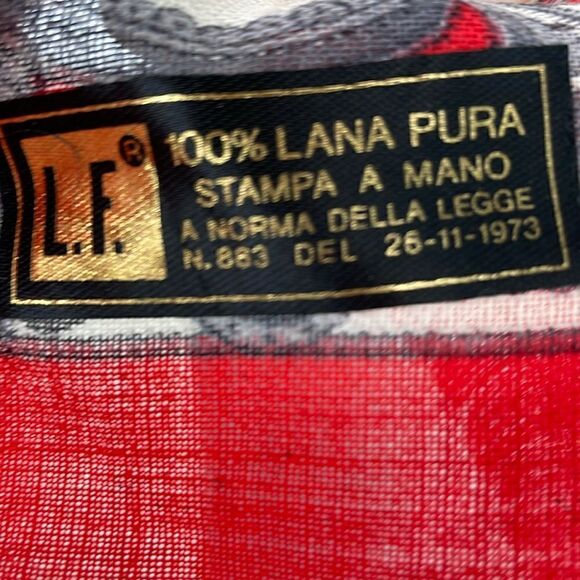 L.F.®
100% LANA PURA
STAMPA A MANO
A NORMA DELLA LEGGE
N. 883 DEL 26-11-1973